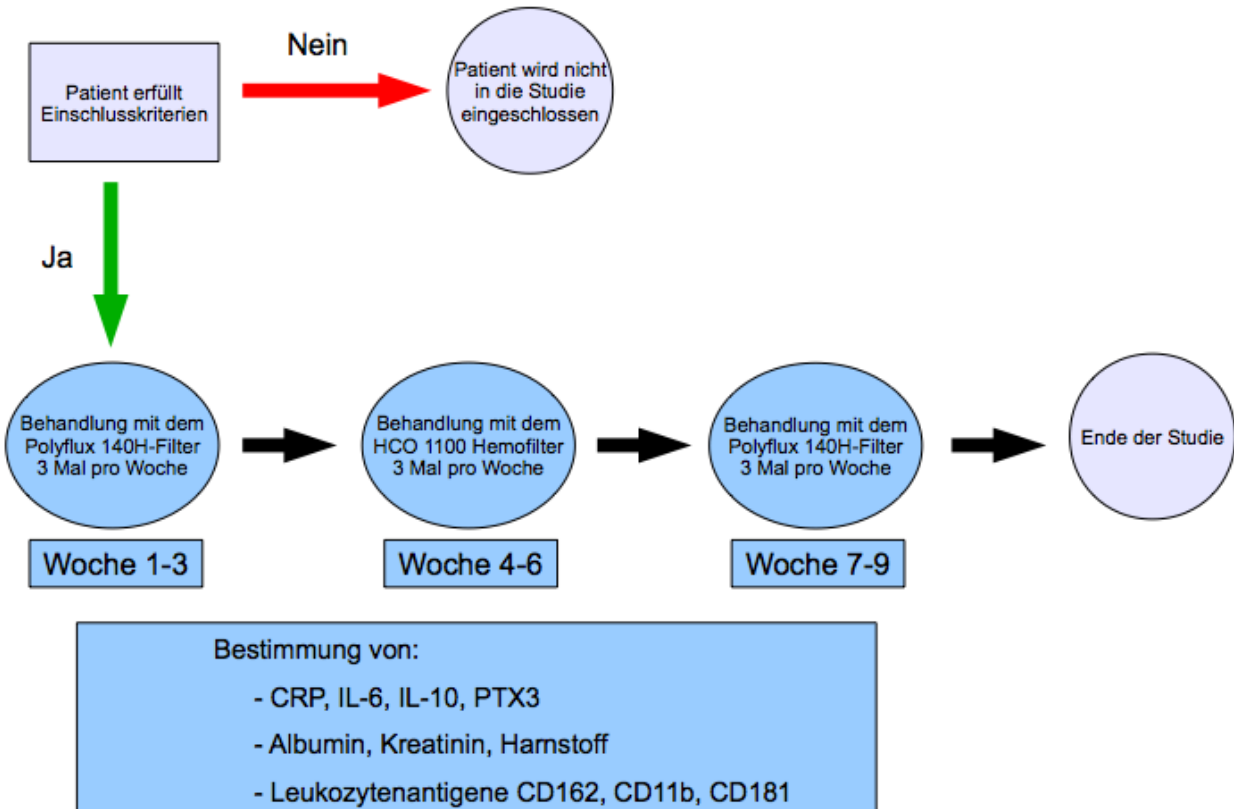 Nein
Patient erfüllt
Einschlusskriterien
Patient wird nicht
in die Studie
eingeschlossen
Ja
Behandlung mit dem
Polyflux 140H-Filter
3 Mal pro Woche
Behandlung mit dem
HCO 1100 Hemofilter
3 Mal pro Woche
Behandlung mit dem
Polyflux 140H-Filter
3 Mal pro Woche
Ende der Studie
Woche 1-3
Woche 4-6
Woche 7-9
Bestimmung von:
- CRP, IL-6, IL-10, PTX3
- Albumin, Kreatinin, Harnstoff
- Leukozytenantigene CD162, CD11b, CD181